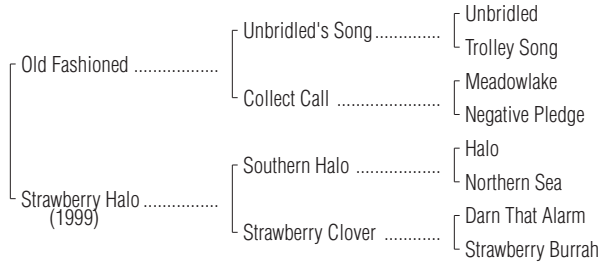 Unbridled
Unbridled's Song..............
Trolley Song
Old Fashioned ..................
Meadowlake
Collect Call ......................
Negative Pledge
Halo
Southern Halo ..................
Northern Sea
Strawberry Halo ................
(1999)
Darn That Alarm
Strawberry Clover ............
Strawberry Burrah